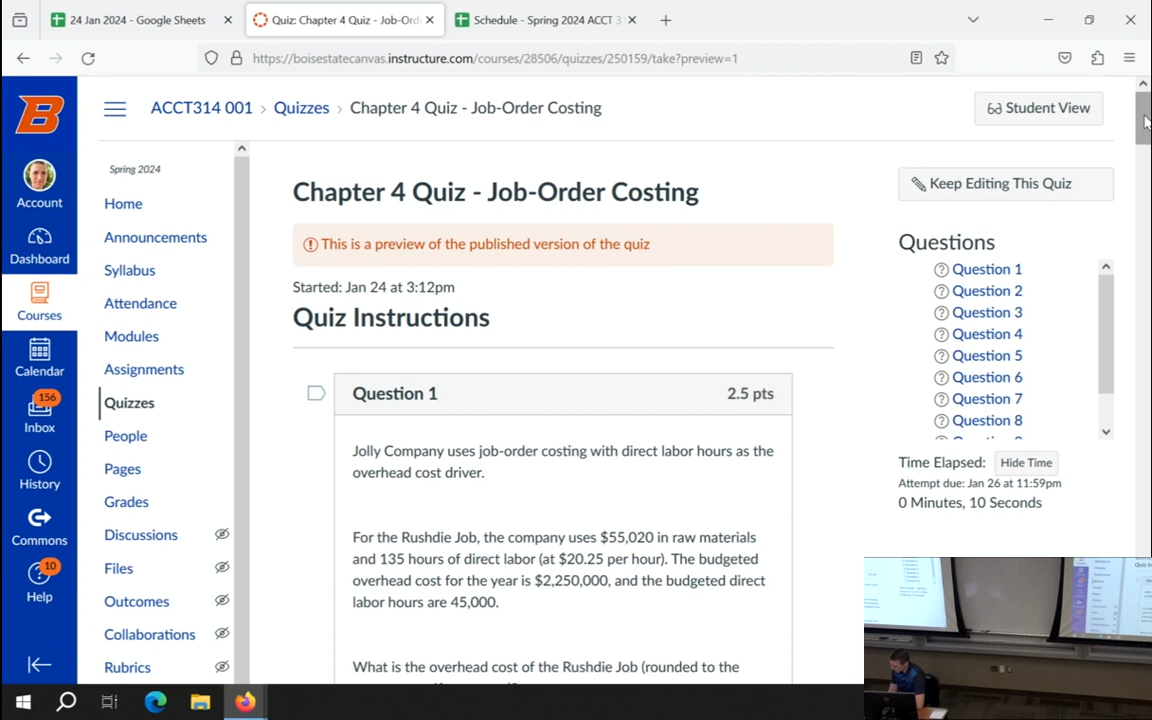 24 Jan 2024 - Google Sheets
Quiz: Chapter 4 Quiz - Job-Ord
Schedule - Spring 2024 ACCT 3
https://boisestatecanvas.instructure.com/courses/28506/quizzes/250159/take?preview=1
B
ACCT314 001 > Quizzes > Chapter 4 Quiz - Job-Order Costing
Student View
Account
Dashboard
Courses
Calendar
156
Inbox
History
Commons
10
Help
Spring 2024
Home
Announcements
Syllabus
Attendance
Modules
Assignments
Quizzes
People
Pages
Grades
Discussions
Files
Outcomes
Collaborations
Rubrics
Chapter 4 Quiz - Job-Order Costing
This is a preview of the published version of the quiz
Started: Jan 24 at 3:12pm
Quiz Instructions
Question 1
2.5 pts
Jolly Company uses job-order costing with direct labor hours as the
overhead cost driver.
For the Rushdie Job, the company uses $55,020 in raw materials
and 135 hours of direct labor (at $20.25 per hour). The budgeted
overhead cost for the year is $2,250,000, and the budgeted direct
labor hours are 45,000.
What is the overhead cost of the Rushdie Job (rounded to the
Keep Editing This Quiz
Questions
Question 1
Question 2
Question 3
Question 4
Question 5
Question 6
Question 7
Question 8
Time Elapsed:
Hide Time
Attempt due: Jan 26 at 11:59pm
0 Minutes, 10 Seconds